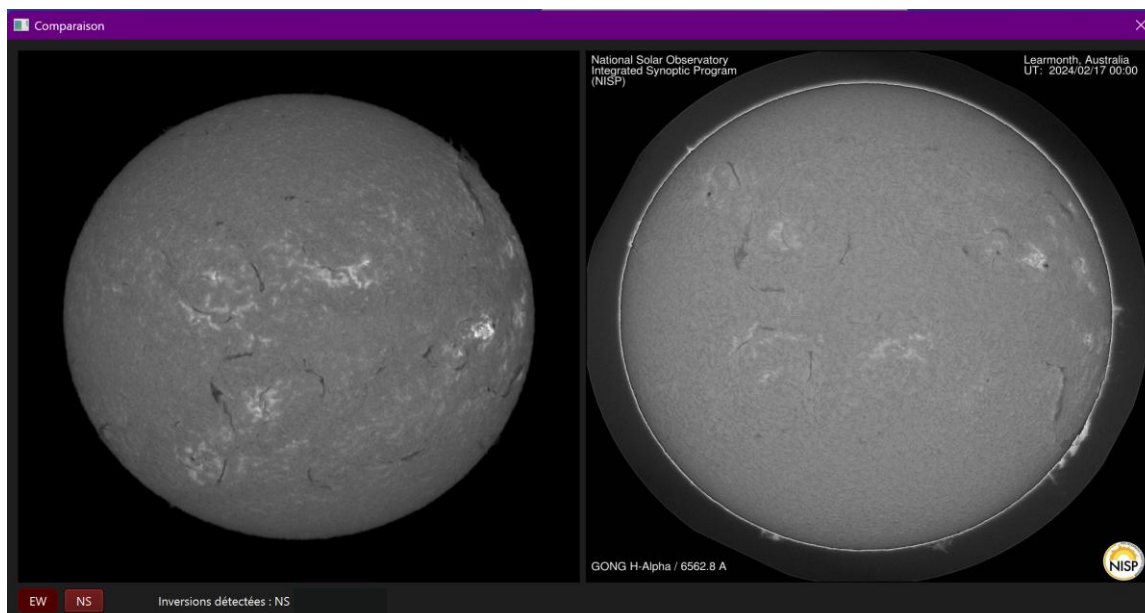 Comparaison
National Solar Observatory
Integrated Synoptic Program
(NISP)
Learmonth, Australia
UT: 2024/02/17 00:00
GONG H-Alpha / 6562.8 A
NISP
EW
NS
Inversions détectées : NS